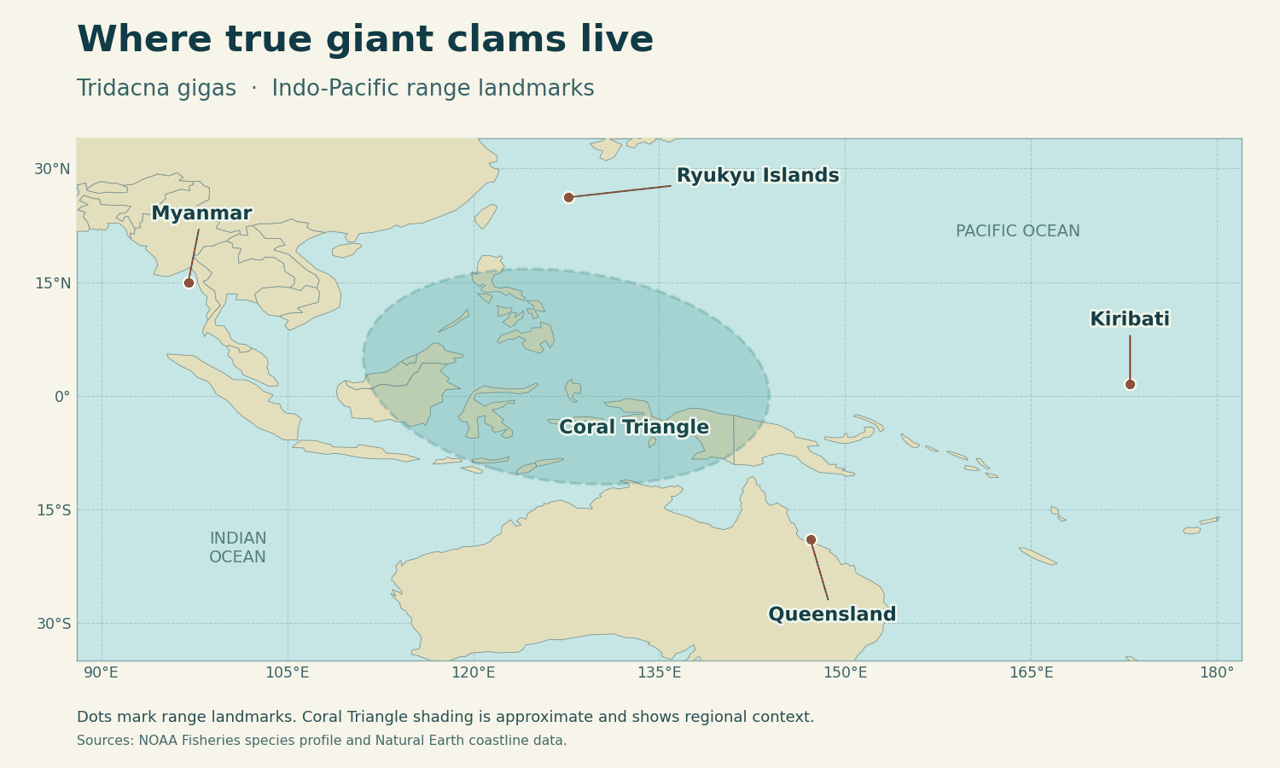 Where true giant clams live
Tridacna gigas · Indo-Pacific range landmarks
30°N
15°N
0°
15°S
30°S
Ryukyu Islands
Myanmar
PACIFIC OCEAN
Kiribati
Coral Triangle
INDIAN
OCEAN
Queensland
90°E
105°E
120°E
135°E
150°E
165°E
180°
Dots mark range landmarks. Coral Triangle shading is approximate and shows regional context.
Sources: NOAA Fisheries species profile and Natural Earth coastline data.